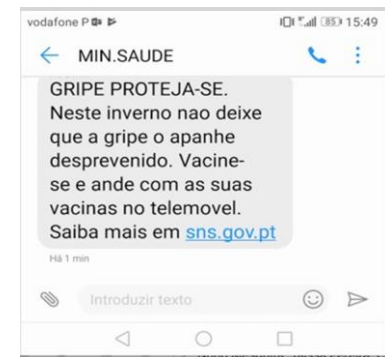 vodafone P 85 15:49
MIN.SAUDE
GRIPE PROTEJA-SE.
Neste inverno nao deixe
que a gripe o apanhe
desprevenido. Vacine-
se e ande com as suas
vacinas no telemovel.
Saiba mais em sns.gov.pt
Há 1 min
Introduzir texto